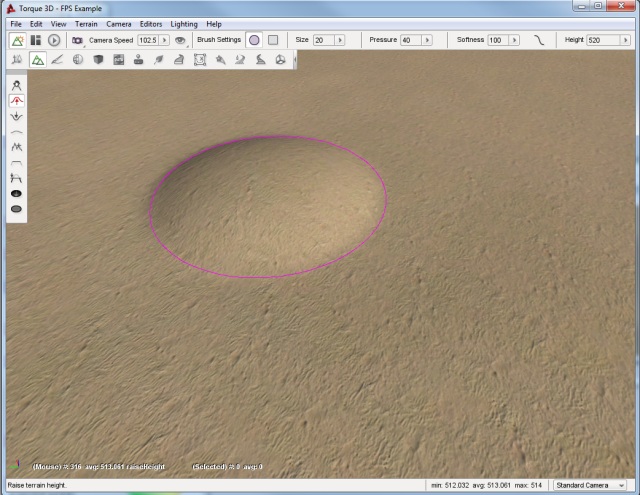 Torque 3D - FPS Example
File Edit View Terrain Camera Editors Lighting Help
Camera Speed 102.5 Brush Settings Size 20 Pressure 40 Softness 100 Height 520
(Mouse) #: 316 avg: 513.061 raiseHeight (Selected) #: 0 avg: 0
Raise terrain height. min: 512.032 avg: 513.061 max: 514 Standard Camera